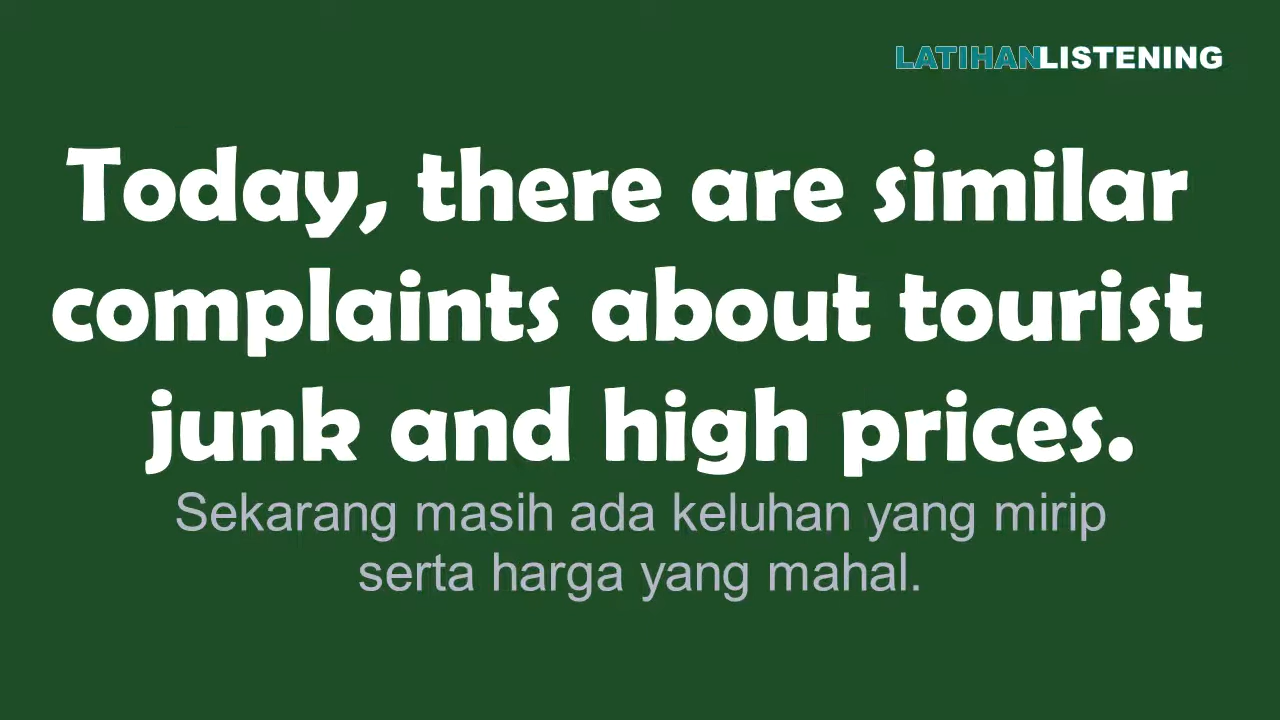 LATIHANLISTENING
Today, there are similar
complaints about tourist
junk and high prices.
Sekarang masih ada keluhan yang mirip
serta harga yang mahal.